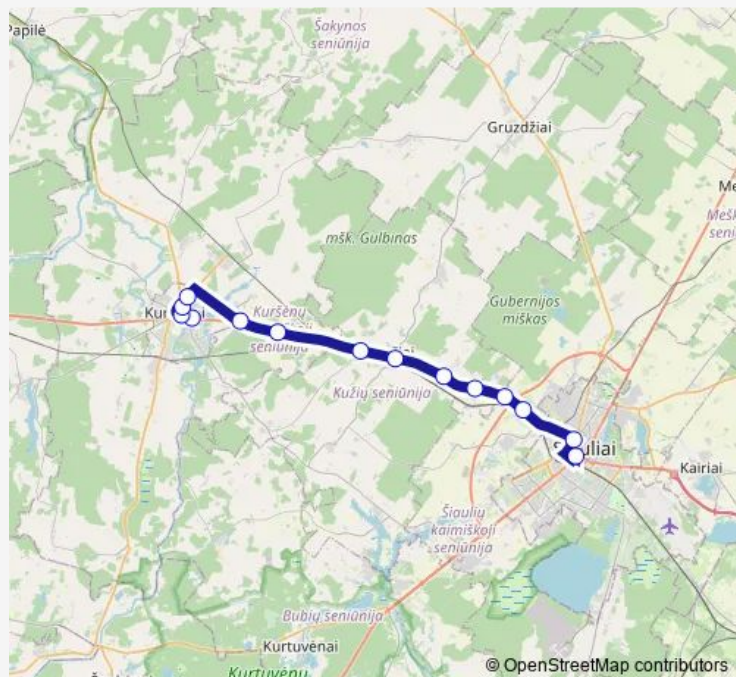 Papilė
Šakynos
seniūnija
Gruzdžiai
mšk. Gulbinas
Gubernijos
miškas
Kuršėnų
seniūnija
Kužių seniūnija
Kairiai
Šiaulių
kaimiškoji
seniūnija
Bubių seniūnija
Kurtuvėnai
Kurtuvėnų
© OpenStreetMap contributors